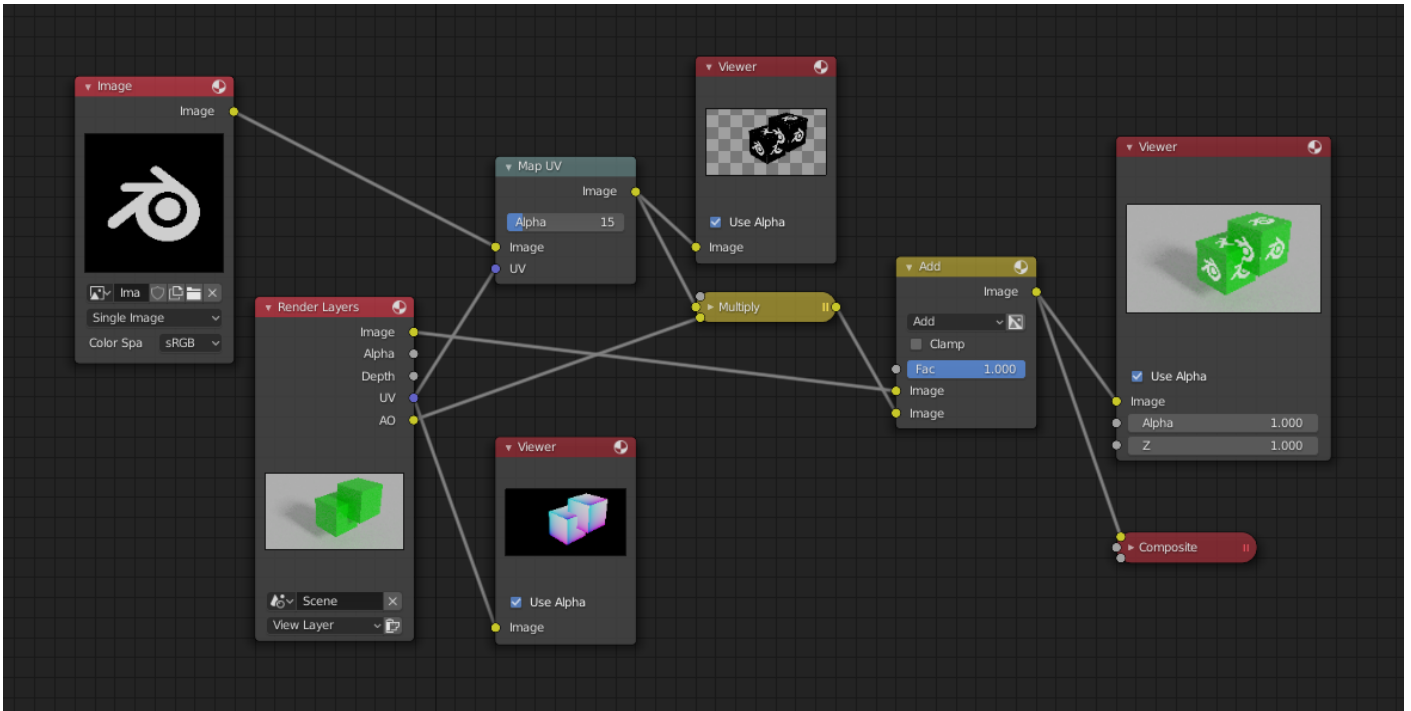 Image
Image
Ima
Single Image
Color Spa sRGB
Render Layers
Image
Alpha
Depth
UV
AO
Scene
View Layer
Map UV
Image
Alpha 15
Image
UV
Viewer
Use Alpha
Image
Viewer
Use Alpha
Image
Multiply
Add
Image
Add
Clamp
Fac 1.000
Image
Image
Viewer
Use Alpha
Image
Alpha 1.000
Z 1.000
Composite